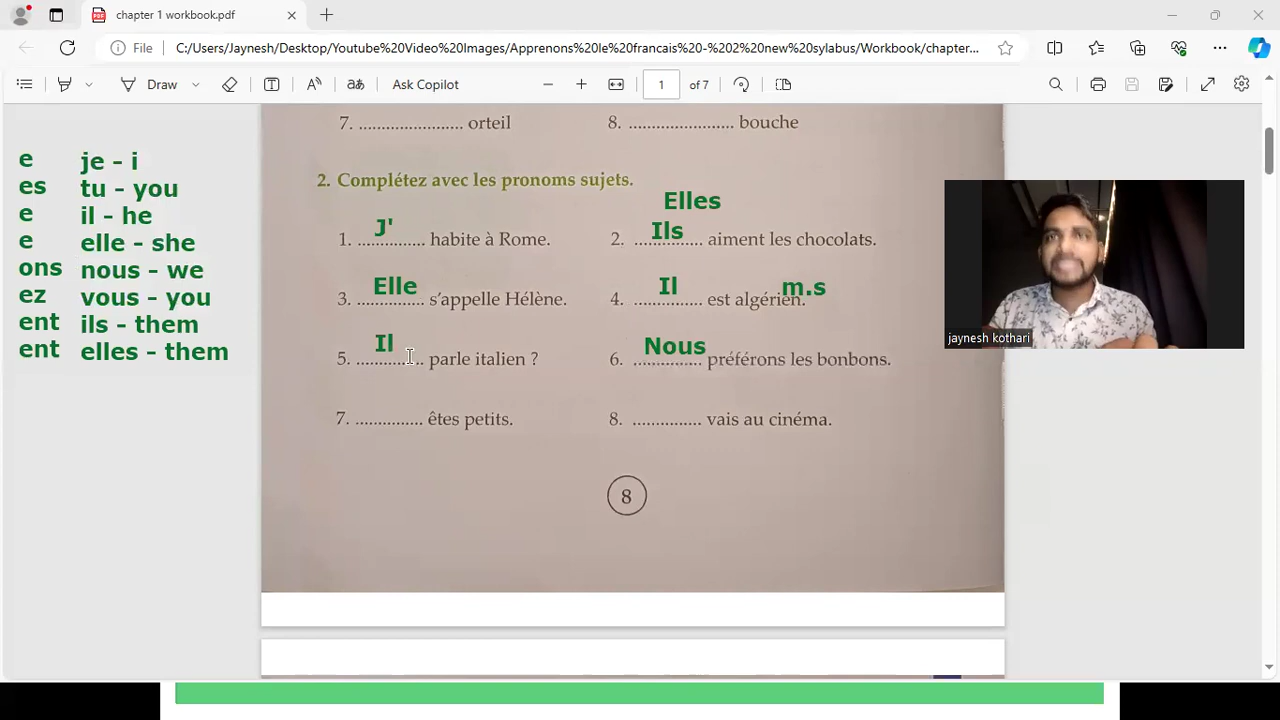 chapter 1 workbook.pdf
File C:/Users/Jaynesh/Desktop/Youtube%20Video%20Images/Apprenons%20le%20francais%20-%202%20new%20sylabus/Workbook/chapter...
Draw Ask Copilot 1 of 7
7. ...................... orteil
8. ...................... bouche
2. Complétez avec les pronoms sujets.
1. J' .............. habite à Rome.
Elles
2. Ils .............. aiment les chocolats.
3. Elle .............. s'appelle Hélène.
4. Il .............. est algérien. m.s
5. Il .............. parle italien ?
6. Nous .............. préférons les bonbons.
7. .............. êtes petits.
8. .............. vais au cinéma.
8
e je - i
es tu - you
e il - he
e elle - she
ons nous - we
ez vous - you
ent ils - them
ent elles - them
jaynesh kothari